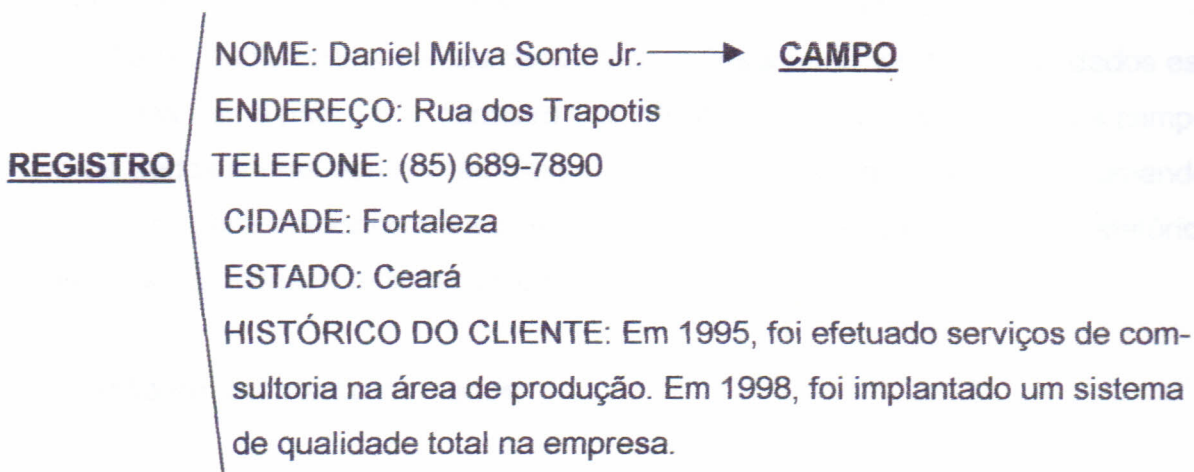 NOME: Daniel Milva Sonte Jr. CAMPO
ENDEREÇO: Rua dos Trapotis
REGISTRO TELEFONE: (85) 689-7890
CIDADE: Fortaleza
ESTADO: Ceará
HISTÓRICO DO CLIENTE: Em 1995, foi efetuado serviços de com-
sultoria na área de produção. Em 1998, foi implantado um sistema
de qualidade total na empresa.